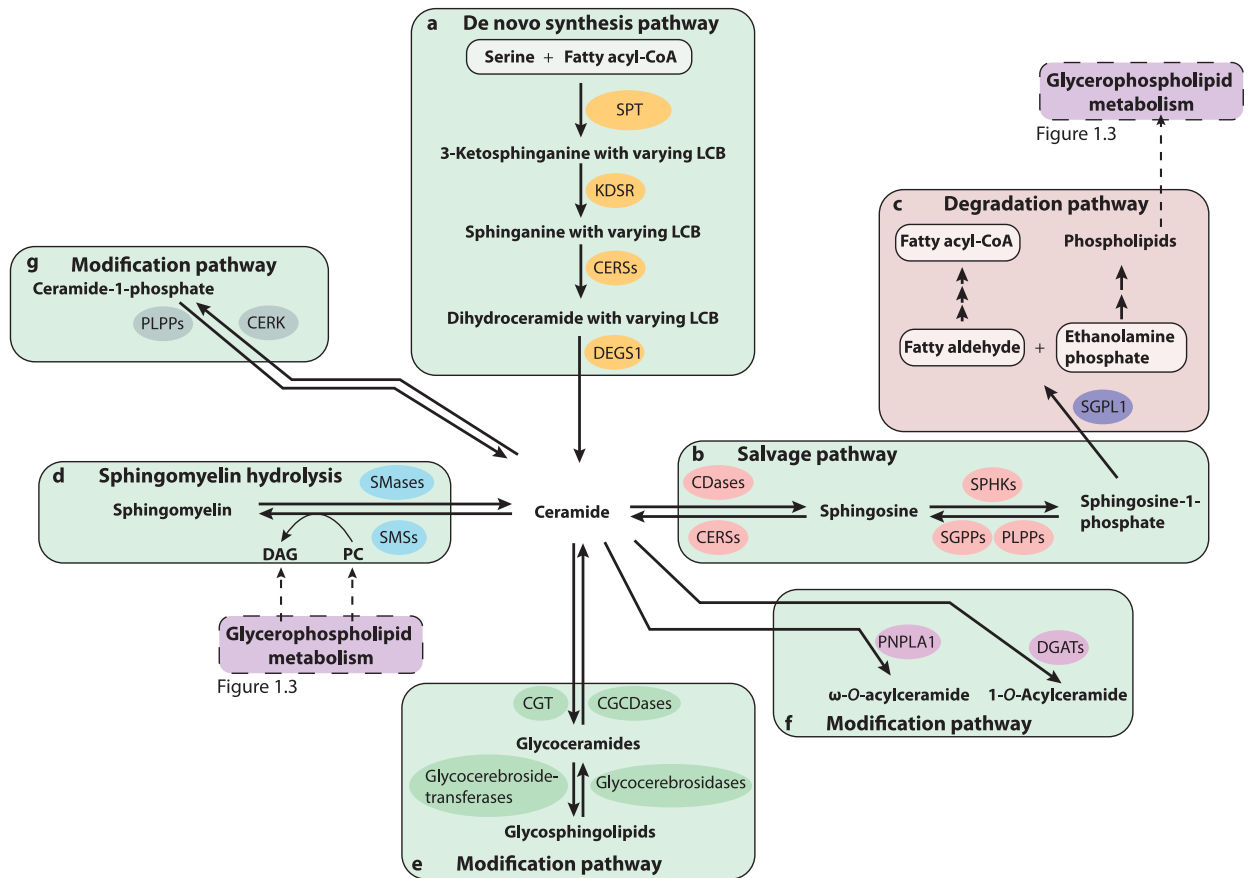 a De novo synthesis pathway
Serine + Fatty acyl-CoA
SPT
3-Ketosphinganine with varying LCB
KDSR
Sphinganine with varying LCB
CERSs
Dihydroceramide with varying LCB
DEGS1
Glycerophospholipid
metabolism
Figure 1.3
c Degradation pathway
Fatty acyl-CoA
Phospholipids
Fatty aldehyde +
Ethanolamine
phosphate
SGPL1
g Modification pathway
Ceramide-1-phosphate
PLPPs
CERK
d Sphingomyelin hydrolysis
SMases
Sphingomyelin
SMSs
DAG
PC
Glycerophospholipid
metabolism
Figure 1.3
Ceramide
b Salvage pathway
CDases
SPHKs
Sphingosine
Sphingosine-1-
phosphate
CERSs
SGPPs
PLPPs
PNPLA1
DGATs
ω-O-acylceramide
1-O-Acylceramide
f Modification pathway
CGT
CGCDases
Glycoceramides
Glycocerebroside-
transferases
Glycocerebrosidases
Glycosphingolipids
e Modification pathway